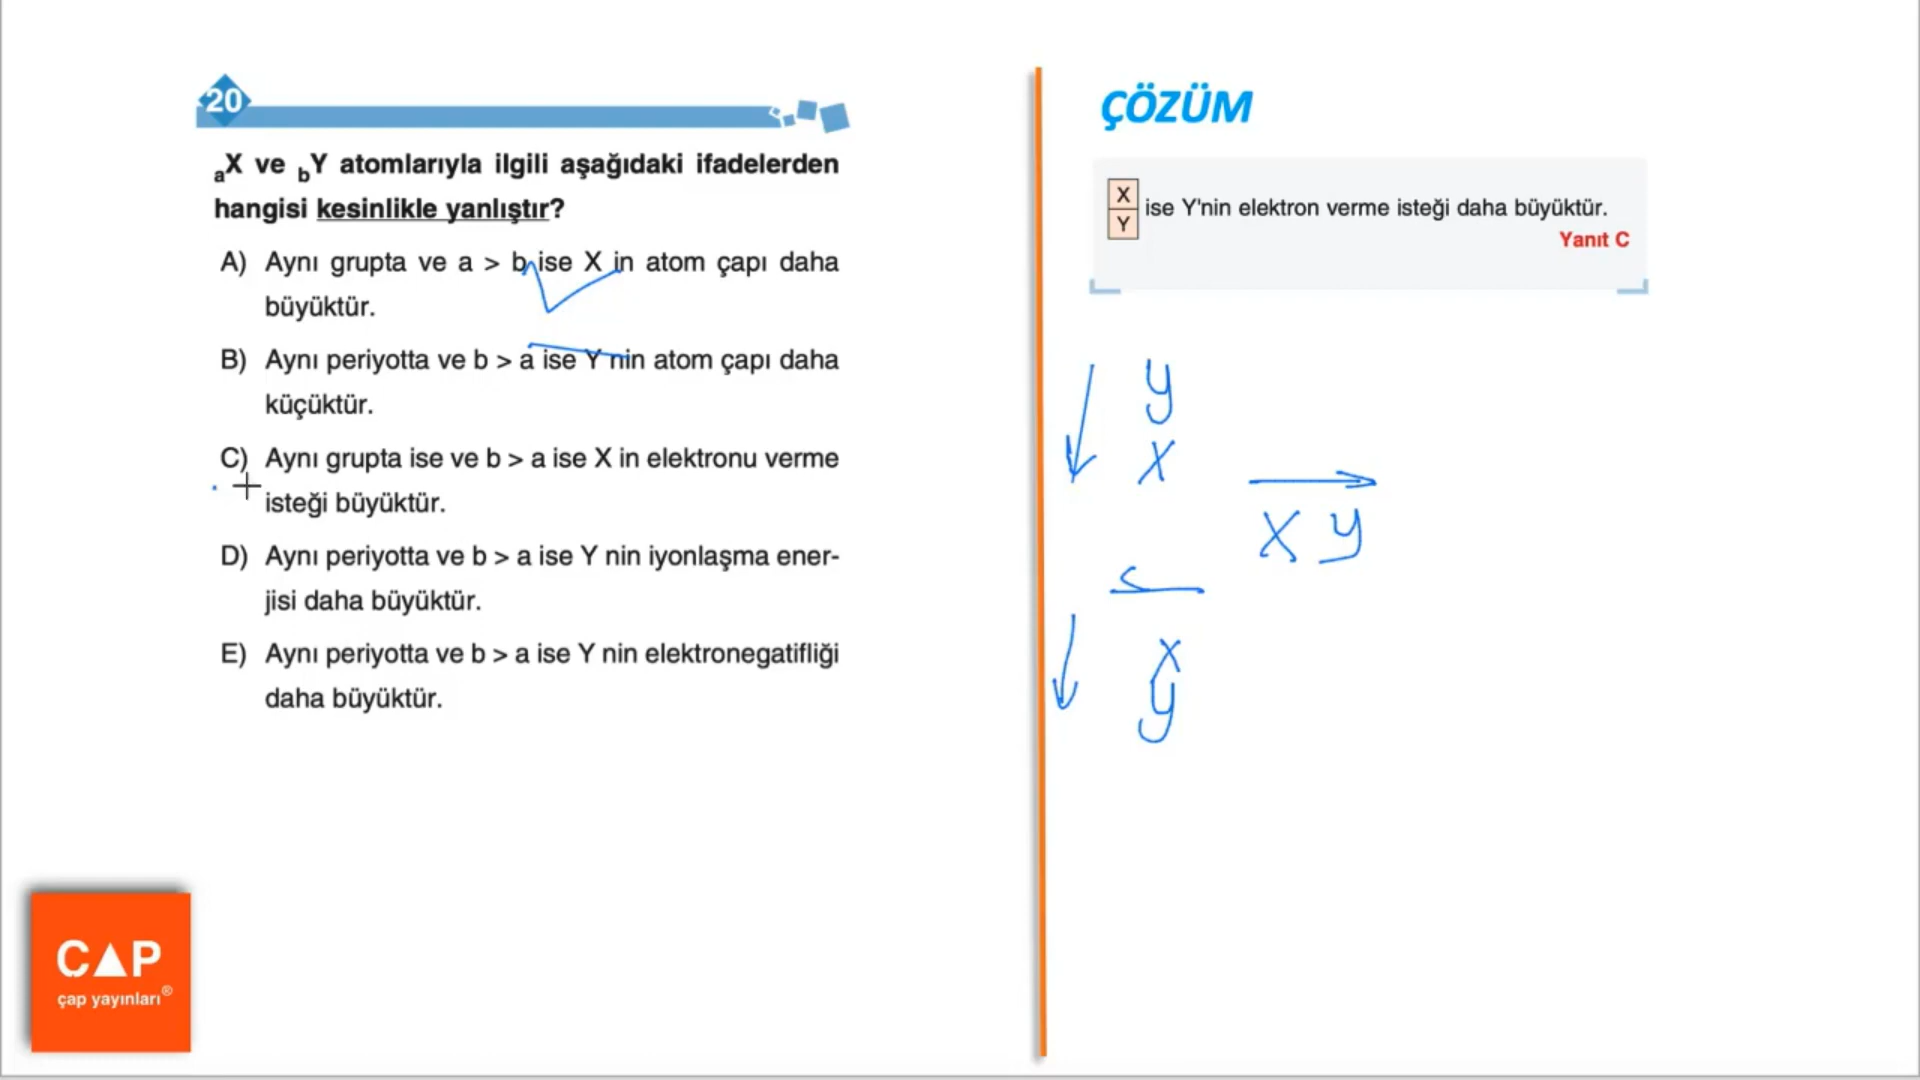 20
aX ve bY atomlarıyla ilgili aşağıdaki ifadelerden
hangisi kesinlikle yanlıştır?
A) Aynı grupta ve a > b ise X in atom çapı daha
büyüktür.
B) Aynı periyotta ve b > a ise Y nin atom çapı daha
küçüktür.
C) Aynı grupta ise ve b > a ise X in elektronu verme
isteği büyüktür.
D) Aynı periyotta ve b > a ise Y nin iyonlaşma ener-
jisi daha büyüktür.
E) Aynı periyotta ve b > a ise Y nin elektronegatifliği
daha büyüktür.
ÇÖZÜM
X
Y
ise Y'nin elektron verme isteği daha büyüktür.
Yanıt C
y
x
x y
x
y
CAP
çap yayınları®